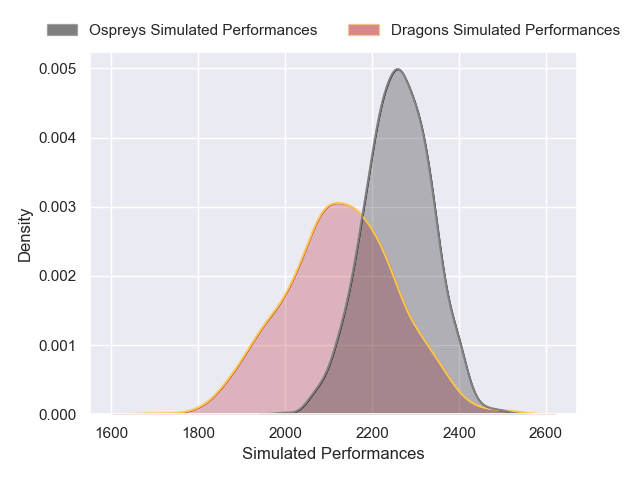 Ospreys Simulated Performances
Dragons Simulated Performances
0.005
0.004
0.003
0.002
0.001
0.000
Density
1600 1800 2000 2200 2400 2600
Simulated Performances